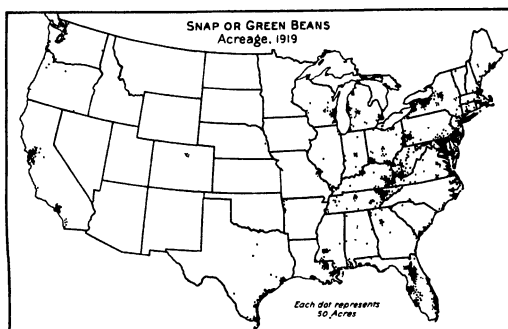 SNAP OR GREEN BEANS
Acreage, 1919
Each dot represents
50 Acres